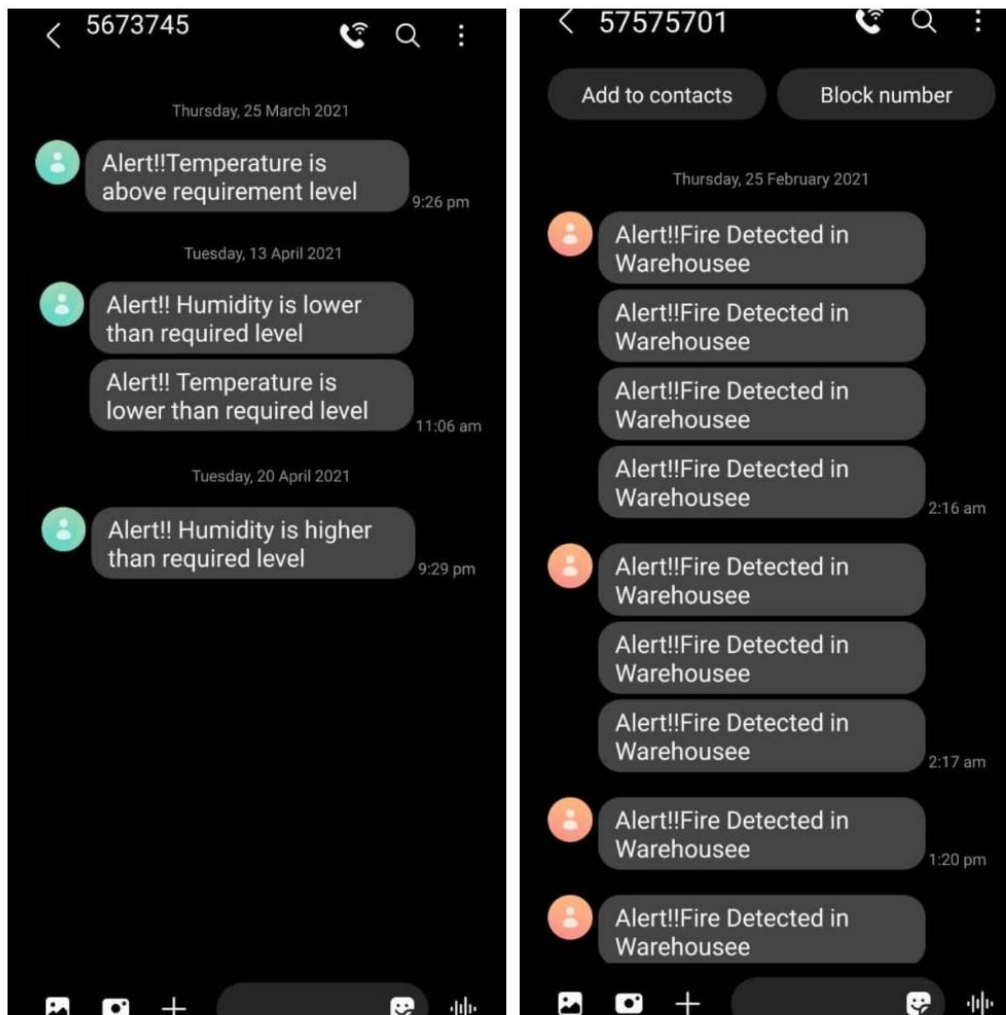 5673745
Thursday, 25 March 2021
Alert!!Temperature is
above requirement level
9:26 pm
Tuesday, 13 April 2021
Alert!! Humidity is lower
than required level
Alert!! Temperature is
lower than required level
11:06 am
Tuesday, 20 April 2021
Alert!! Humidity is higher
than required level
9:29 pm
57575701
Add to contacts
Block number
Thursday, 25 February 2021
Alert!!Fire Detected in
Warehousee
Alert!!Fire Detected in
Warehousee
Alert!!Fire Detected in
Warehousee
Alert!!Fire Detected in
Warehousee
2:16 am
Alert!!Fire Detected in
Warehousee
Alert!!Fire Detected in
Warehousee
Alert!!Fire Detected in
Warehousee
2:17 am
Alert!!Fire Detected in
Warehousee
1:20 pm
Alert!!Fire Detected in
Warehousee